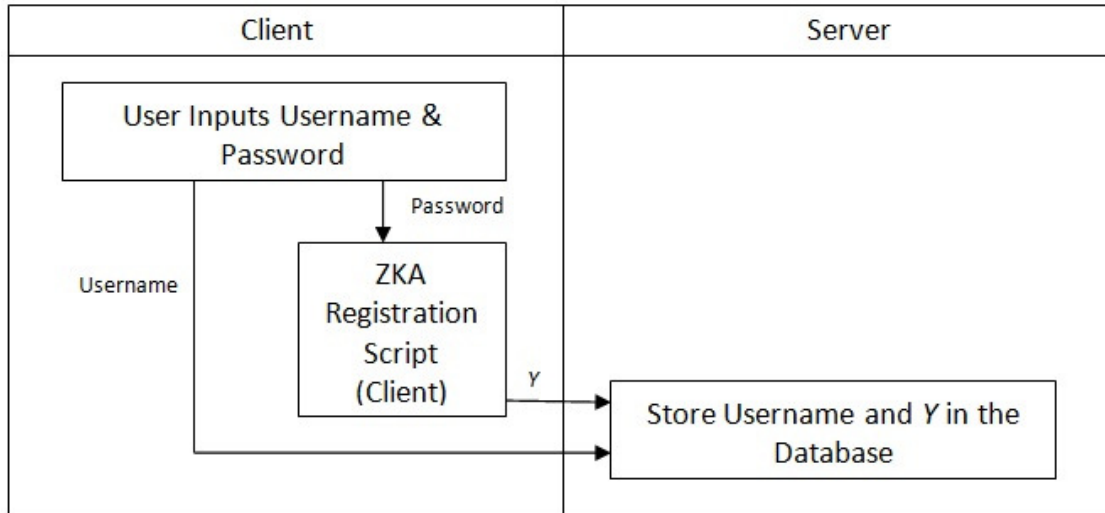 Client
Server
User Inputs Username &
Password
Password
Username
ZKA
Registration
Script
(Client)
Y
Store Username and Y in the
Database